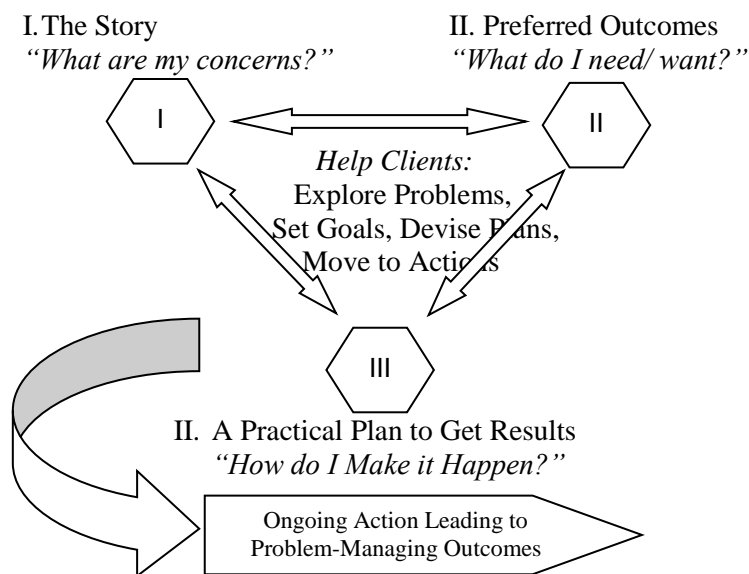 I. The Story
“What are my concerns?”
II. Preferred Outcomes
“What do I need/ want?”
I
II
Help Clients:
Explore Problems,
Set Goals, Devise Plans,
Move to Actions
III
II. A Practical Plan to Get Results
“How do I Make it Happen?”
Ongoing Action Leading to
Problem-Managing Outcomes